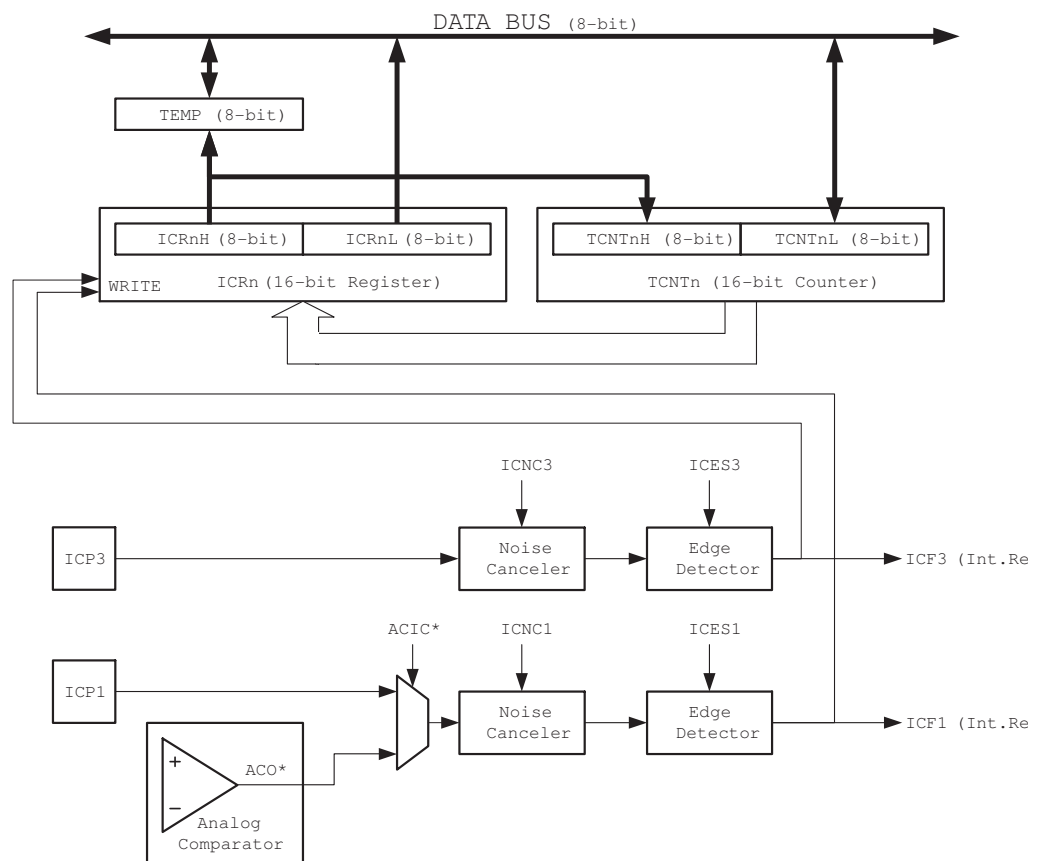 DATA BUS (8-bit)
TEMP (8-bit)
ICRnH (8-bit) ICRnL (8-bit) TCNTnH (8-bit) TCNTnL (8-bit)
WRITE ICRn (16-bit Register) TCNTn (16-bit Counter)
ICNC3 ICES3
ICP3 Noise Canceler Edge Detector ICF3 (Int.Re
ACIC* ICNC1 ICES1
ICP1 Noise Canceler Edge Detector ICF1 (Int.Re
+
ACO*
−
Analog
Comparator